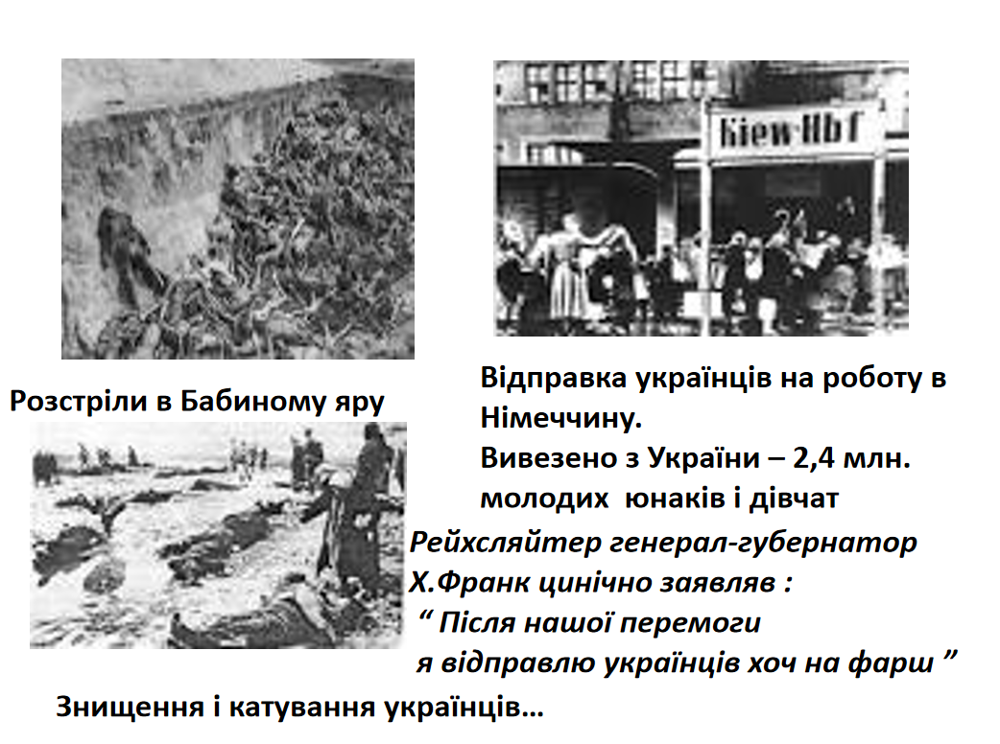 Kiew-Hbf
Розстріли в Бабиному яру
Відправка українців на роботу в
Німеччину.
Вивезено з України – 2,4 млн.
молодих юнаків і дівчат
Рейхсляйтер генерал-губернатор
Х.Франк цинічно заявляв :
“ Після нашої перемоги
я відправлю українців хоч на фарш ”
Знищення і катування українців…